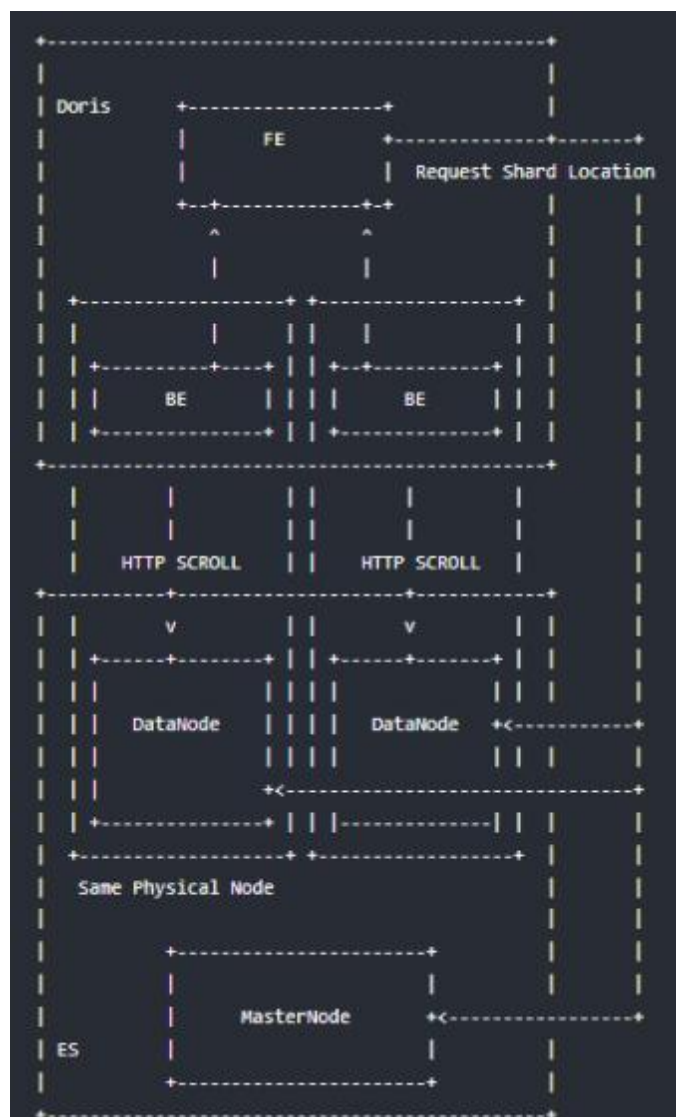 Doris
FE
Request Shard Location
BE BE
HTTP SCROLL HTTP SCROLL
DataNode DataNode
Same Physical Node
MasterNode
ES